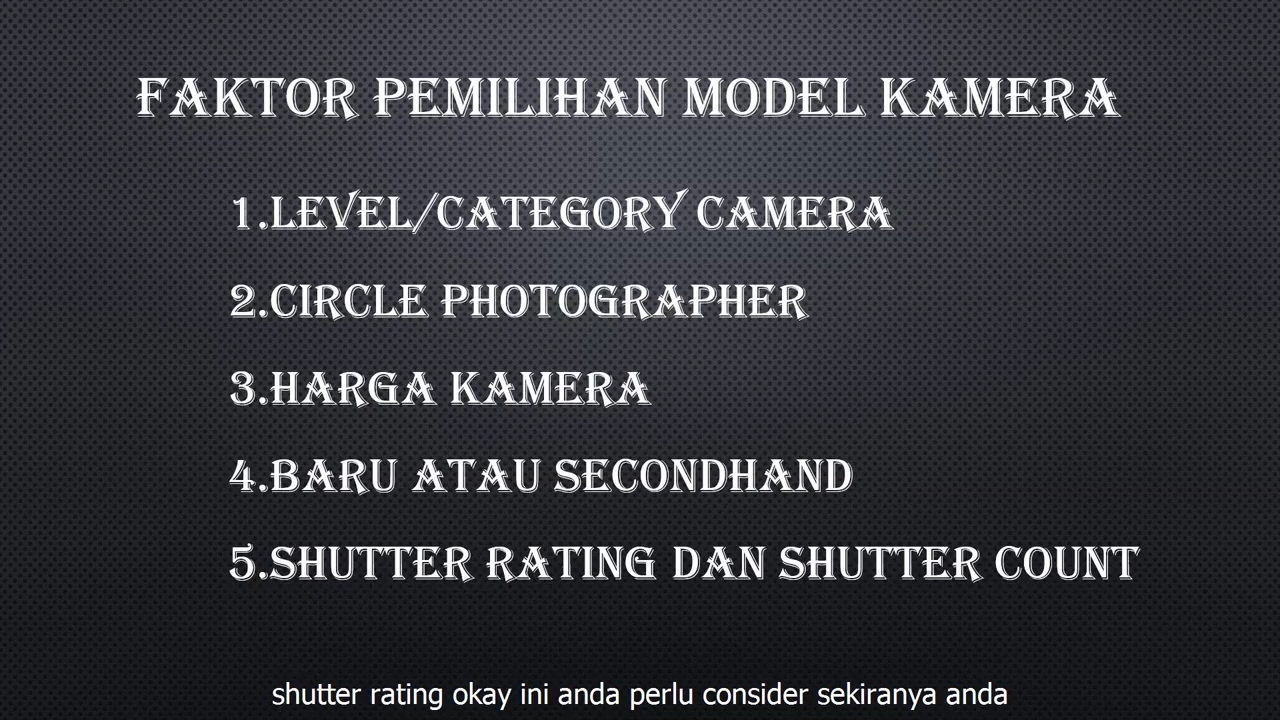 FAKTOR PEMILIHAN MODEL KAMERA
1.LEVEL/CATEGORY CAMERA
2.CIRCLE PHOTOGRAPHER
3.HARGA KAMERA
4.BARU ATAU SECONDHAND
5.SHUTTER RATING DAN SHUTTER COUNT
shutter rating okay ini anda perlu consider sekiranya anda